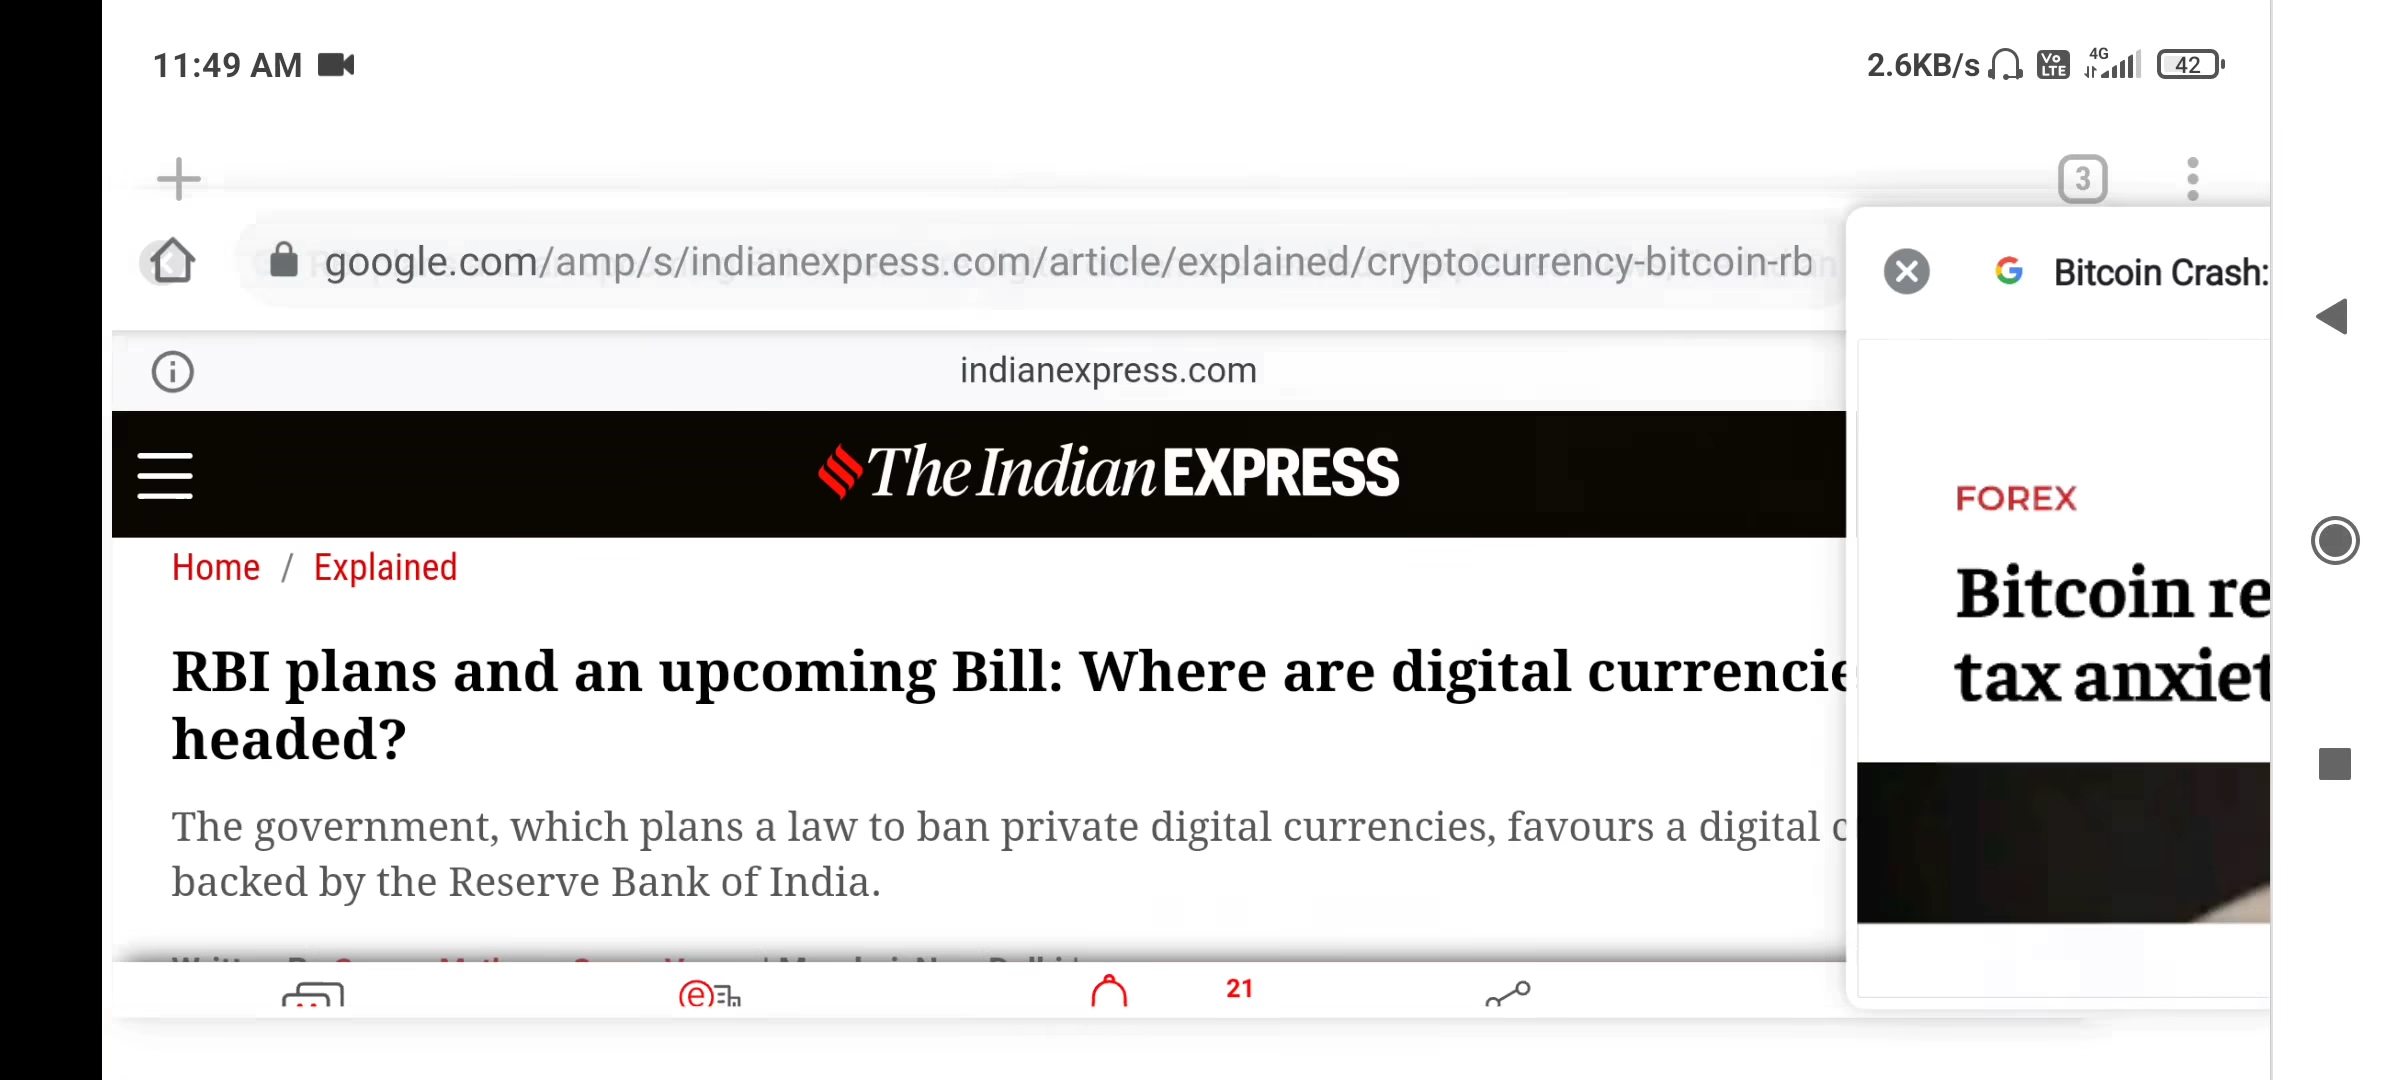 11:49 AM
2.6KB/s Vo LTE 4G 42
3
google.com/amp/s/indianexpress.com/article/explained/cryptocurrency-bitcoin-rb
Bitcoin Crash:
indianexpress.com
The Indian EXPRESS
Home / Explained
FOREX
Bitcoin re
tax anxiet
RBI plans and an upcoming Bill: Where are digital currencie
headed?
The government, which plans a law to ban private digital currencies, favours a digital c
backed by the Reserve Bank of India.
21